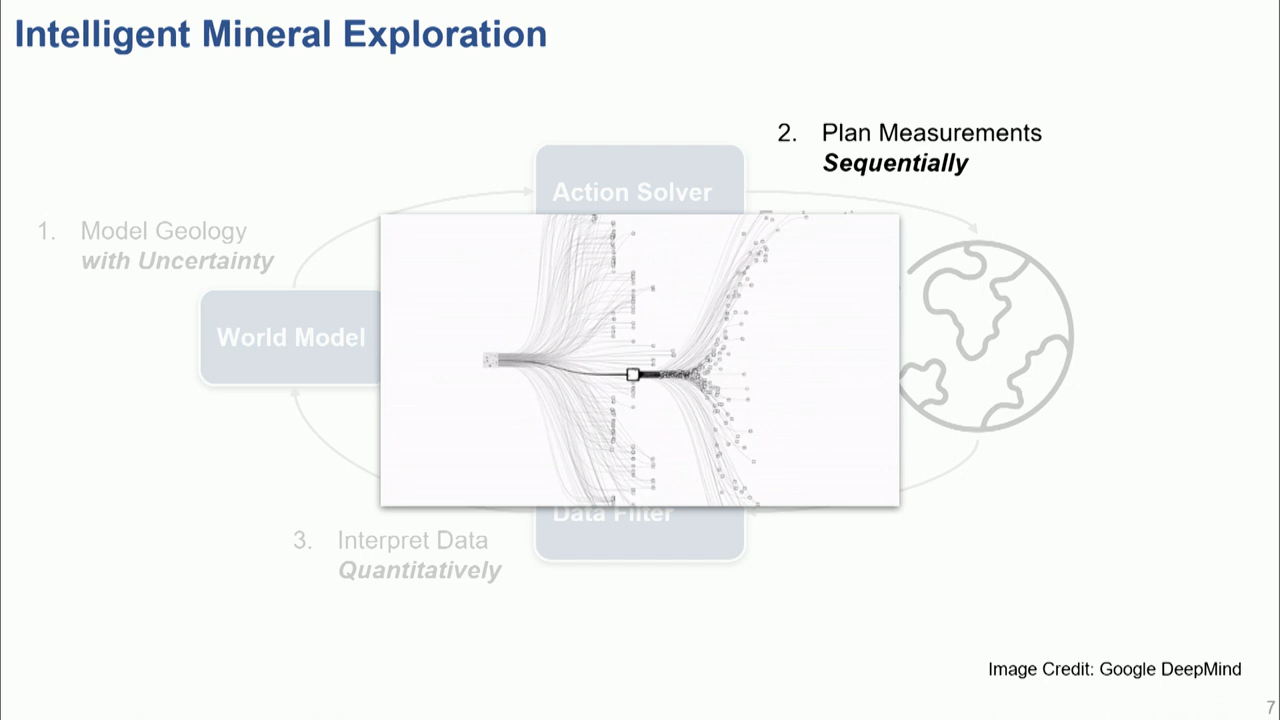 Intelligent Mineral Exploration
2. Plan Measurements
Sequentially
Action Solver
1. Model Geology
with Uncertainty
World Model
Data Filter
3. Interpret Data
Quantitatively
Image Credit: Google DeepMind
7